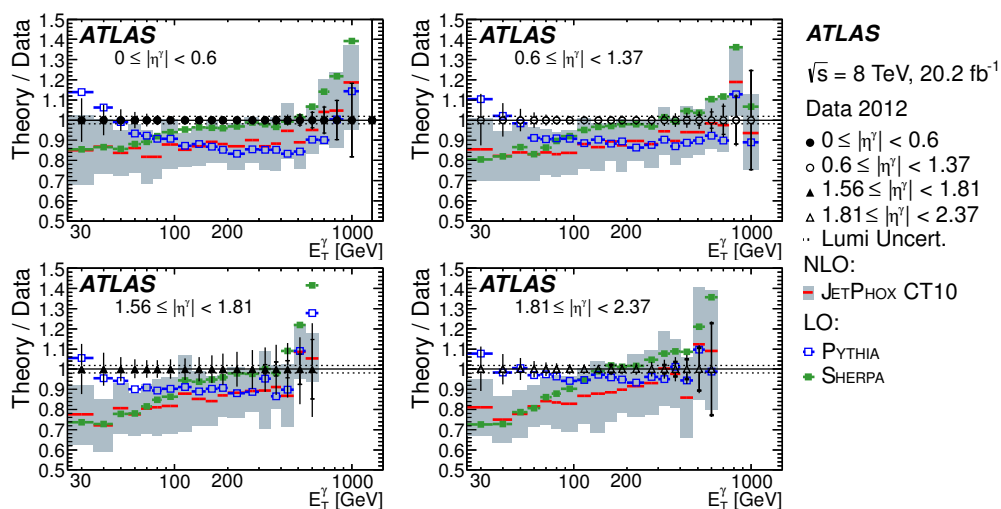 ATLAS
0 ≤ |η^γ| < 0.6
Theory / Data
1.5
1.4
1.3
1.2
1.1
1
0.9
0.8
0.7
0.6
0.5
30 100 200 1000
E_T^γ [GeV]
ATLAS
0.6 ≤ |η^γ| < 1.37
Theory / Data
1.5
1.4
1.3
1.2
1.1
1
0.9
0.8
0.7
0.6
0.5
30 100 200 1000
E_T^γ [GeV]
ATLAS
1.56 ≤ |η^γ| < 1.81
Theory / Data
1.4
1.3
1.2
1.1
1
0.9
0.8
0.7
0.6
0.5
30 100 200 1000
E_T^γ [GeV]
ATLAS
1.81 ≤ |η^γ| < 2.37
Theory / Data
1.4
1.3
1.2
1.1
1
0.9
0.8
0.7
0.6
0.5
30 100 200 1000
E_T^γ [GeV]
ATLAS
√s = 8 TeV, 20.2 fb⁻¹
Data 2012
0 ≤ |η^γ| < 0.6
0.6 ≤ |η^γ| < 1.37
1.56 ≤ |η^γ| < 1.81
1.81 ≤ |η^γ| < 2.37
Lumi Uncert.
NLO:
JETPHOX CT10
LO:
PYTHIA
SHERPA